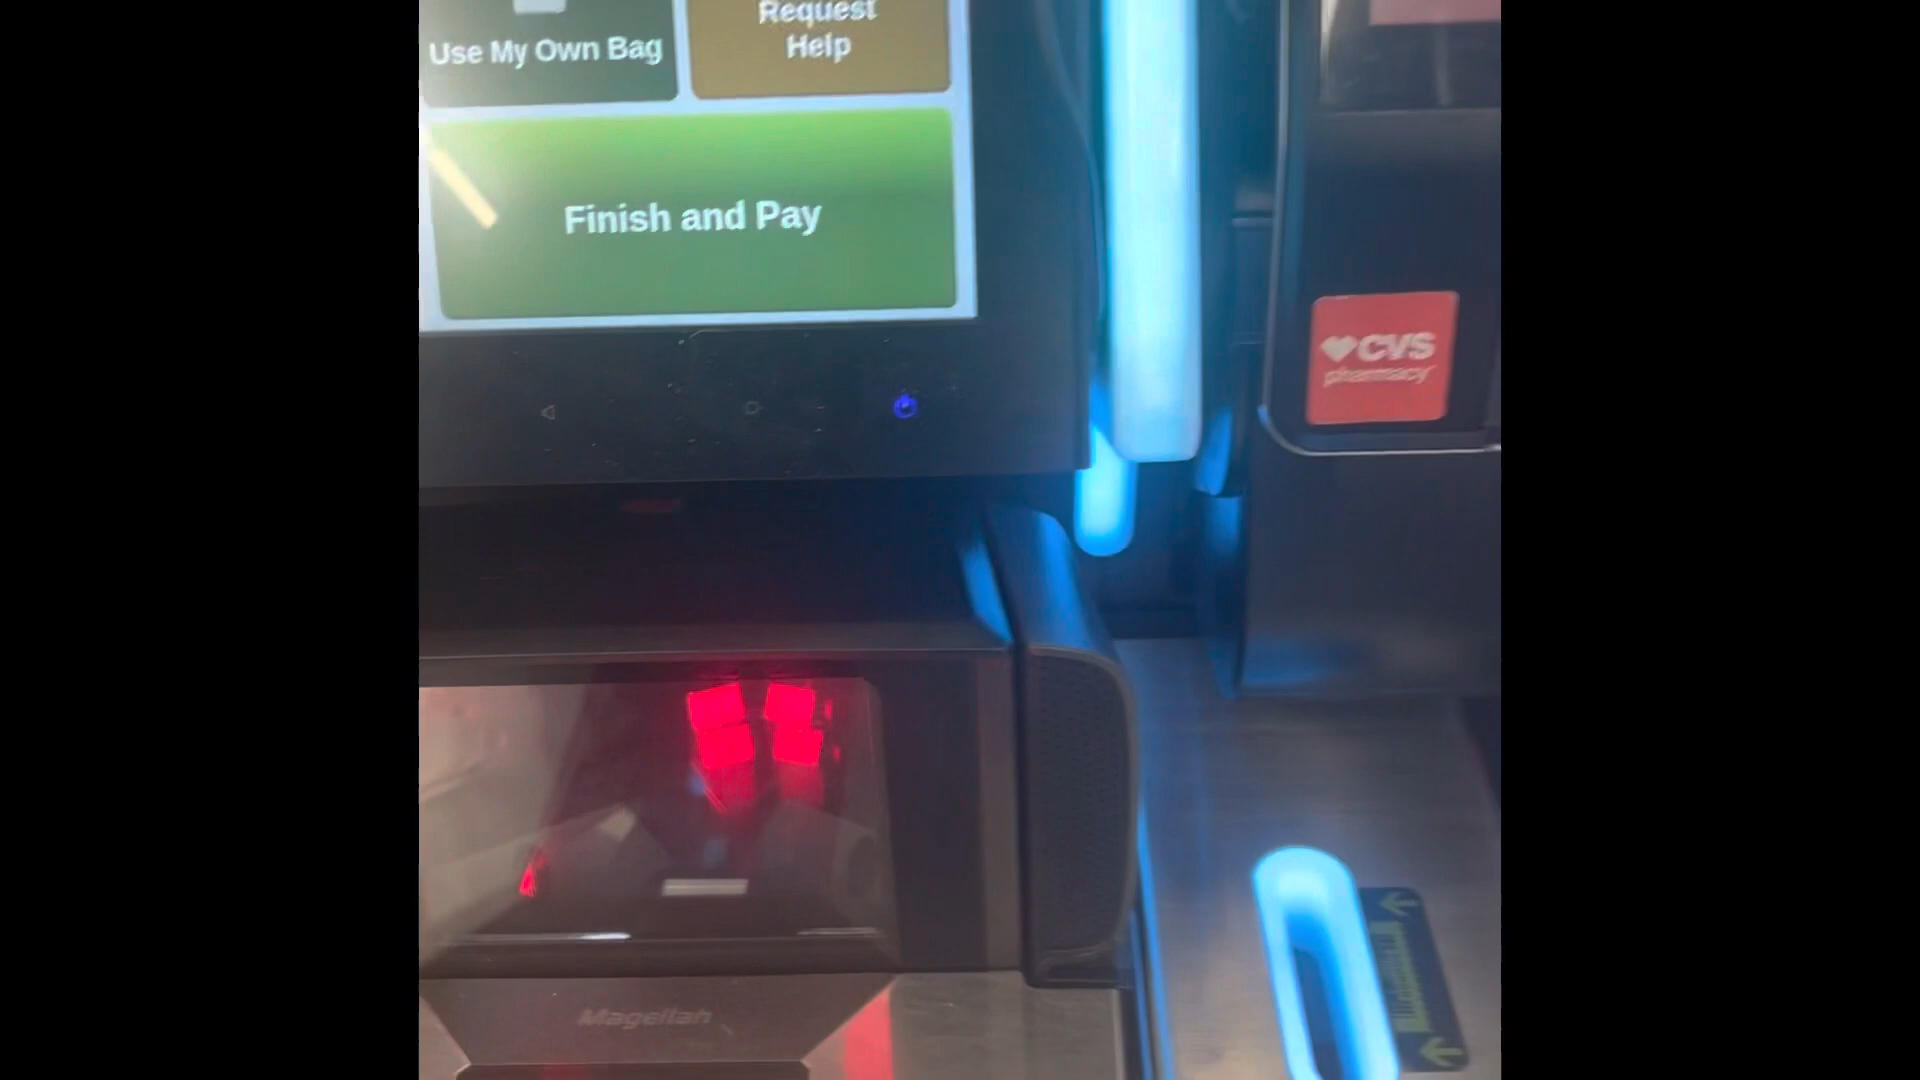 Use My Own Bag
Request
Help
Finish and Pay
CVS
pharmacy
Magellan